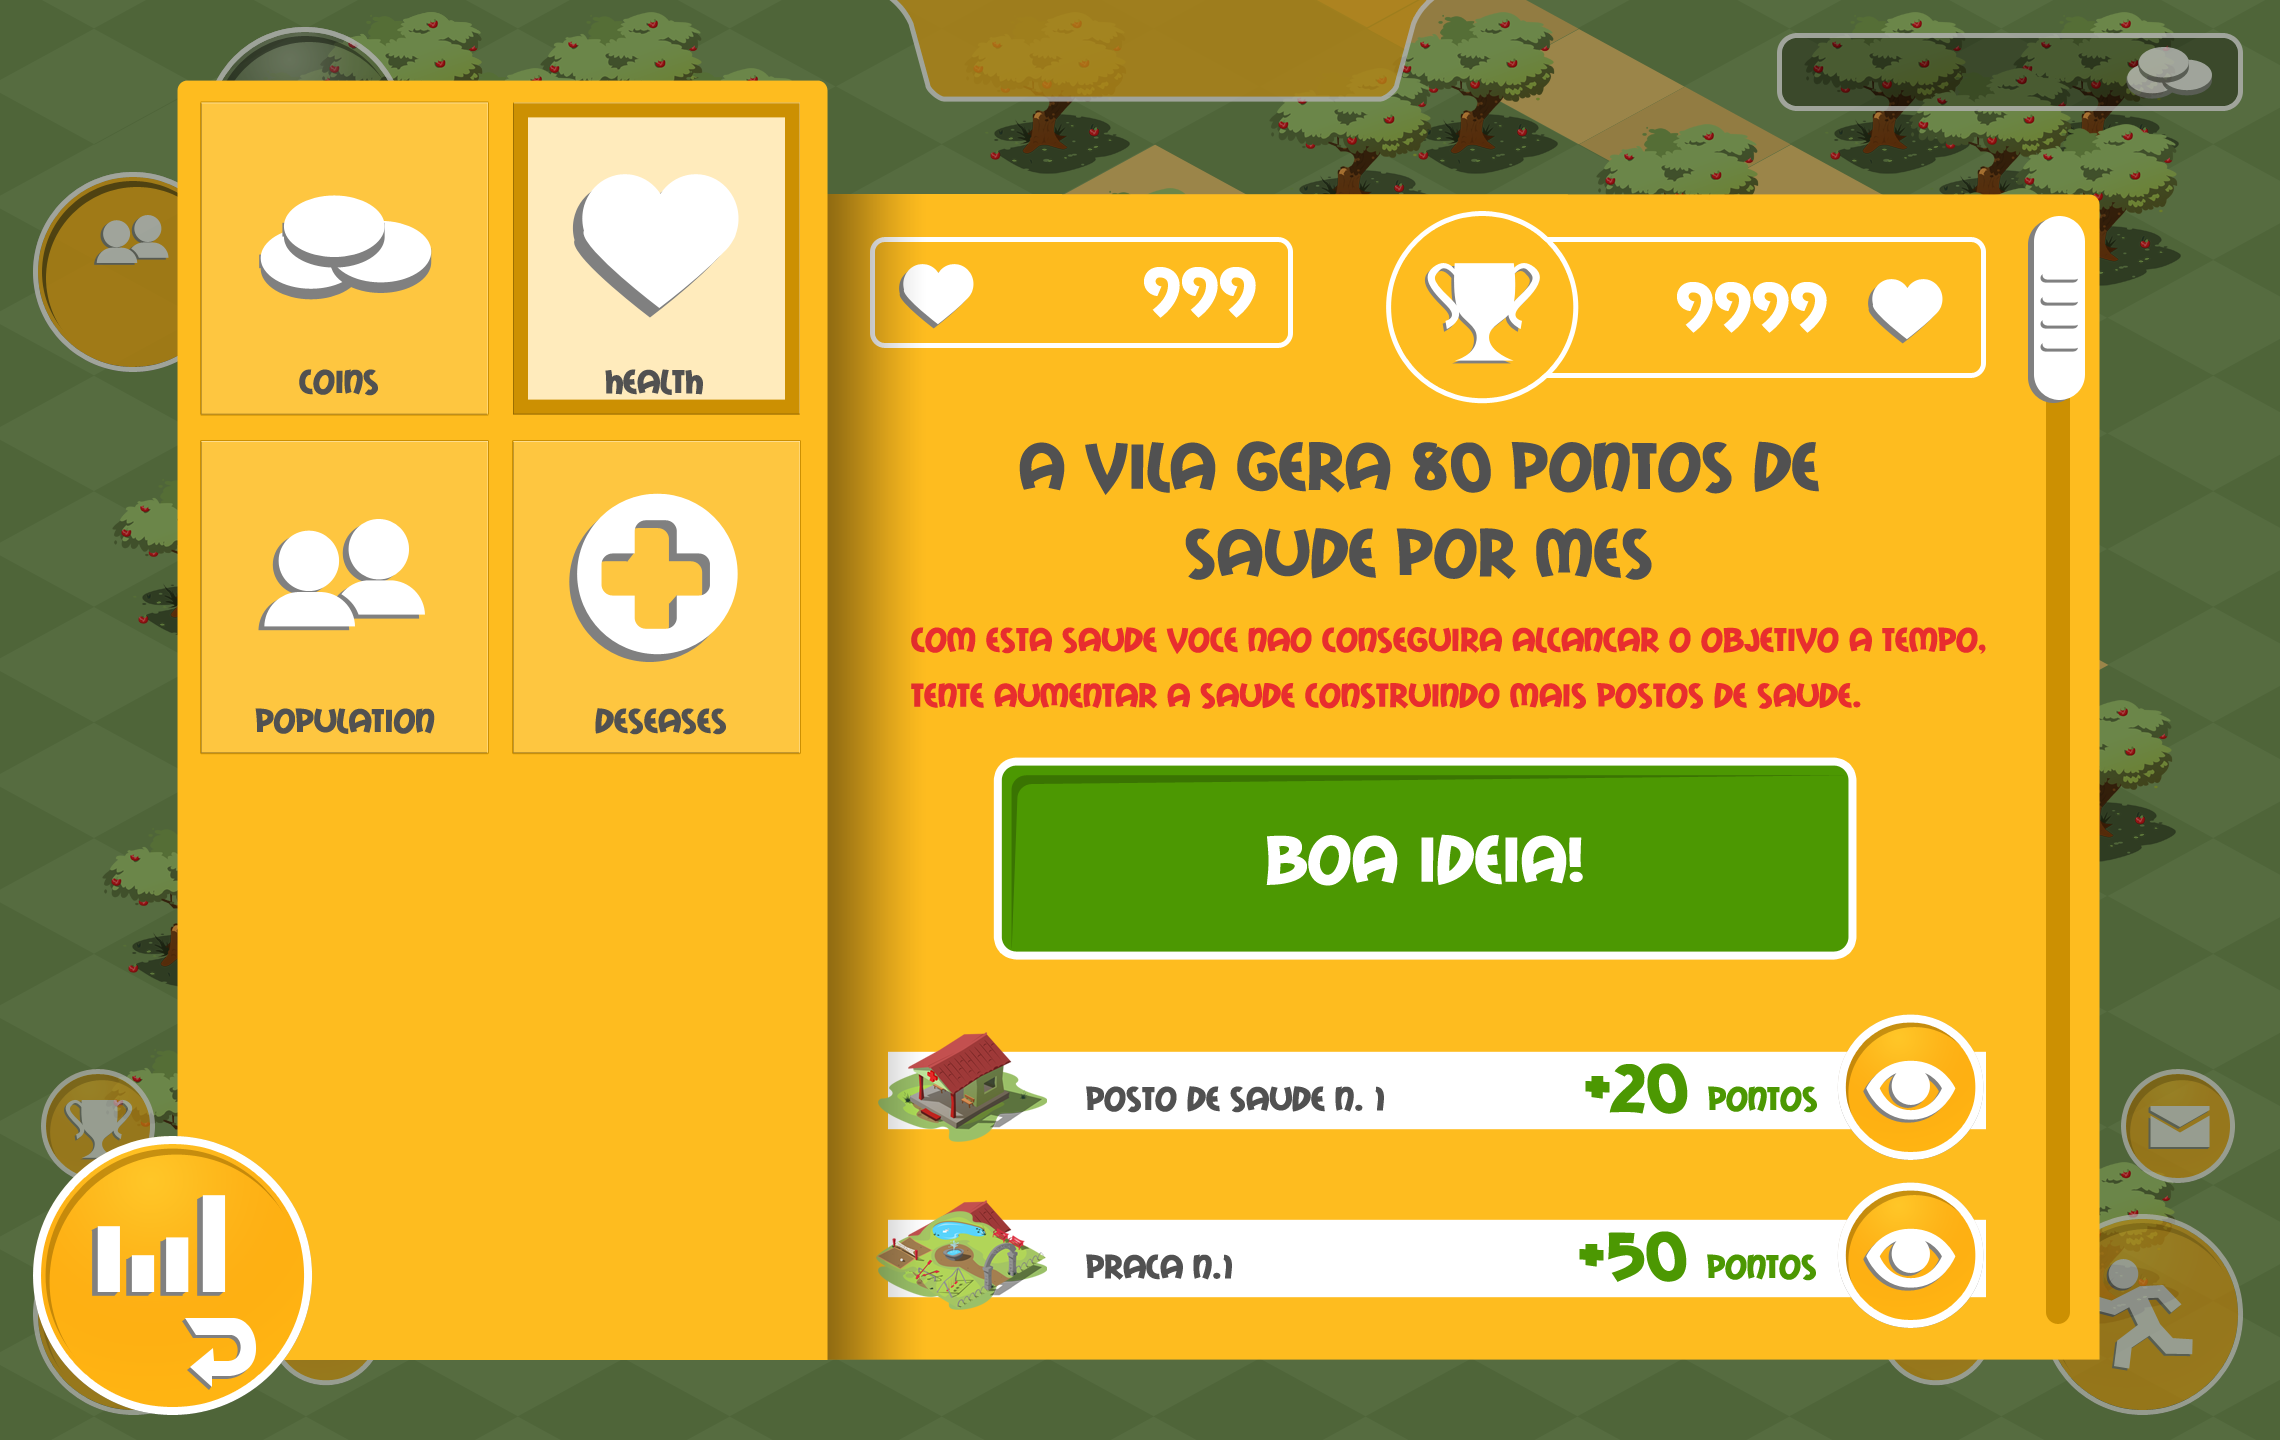 COINS
HEALTH
POPULATION
DESEASES
999
9999
A VILA GERA 80 PONTOS DE
SAUDE POR MES
COM ESTA SAUDE VOCE NAO CONSEGUIRA ALCANCAR O OBJETIVO A TEMPO,
TENTE AUMENTAR A SAUDE CONSTRUINDO MAIS POSTOS DE SAUDE.
BOA IDEIA!
POSTO DE SAUDE N. 1
+20 PONTOS
PRACA N.1
+50 PONTOS